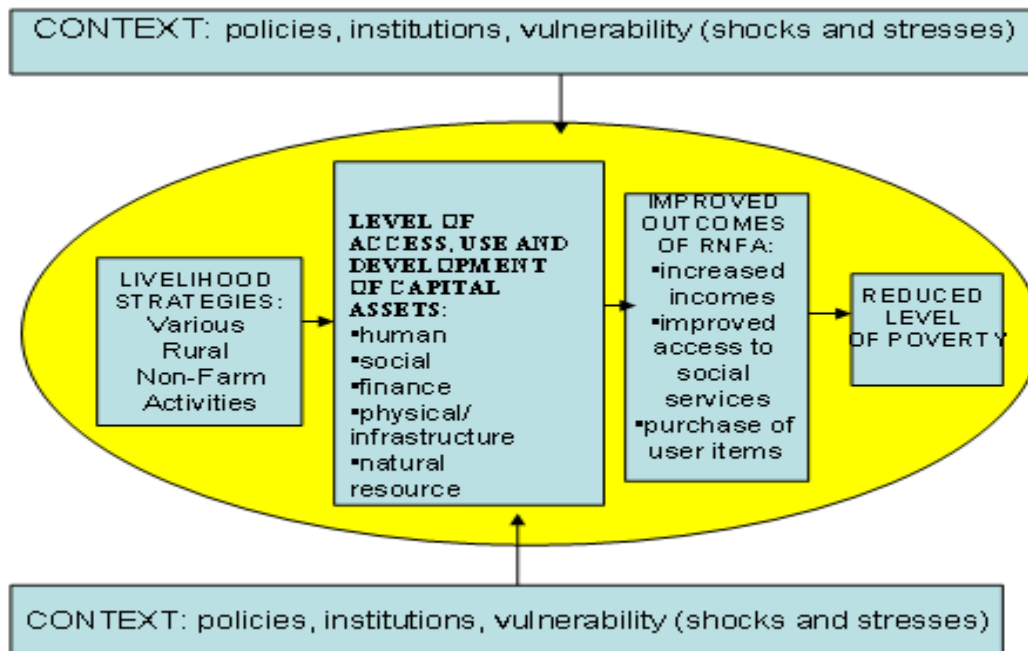 CONTEXT: policies, institutions, vulnerability (shocks and stresses)
LIVELIHOOD
STRATEGIES:
Various
Rural
Non-Farm
Activities
LEVEL OF
ACCESS, USE AND
DEVELOPMENT
OF CAPITAL
ASSETS:
▪human
▪social
▪finance
▪physical/
infrastructure
▪natural
resource
IMPROVED
OUTCOMES
OF RNFA:
▪increased
incomes
▪improved
access to
social
services
▪purchase of
user items
REDUCED
LEVEL
OF POVERTY
CONTEXT: policies, institutions, vulnerability (shocks and stresses)